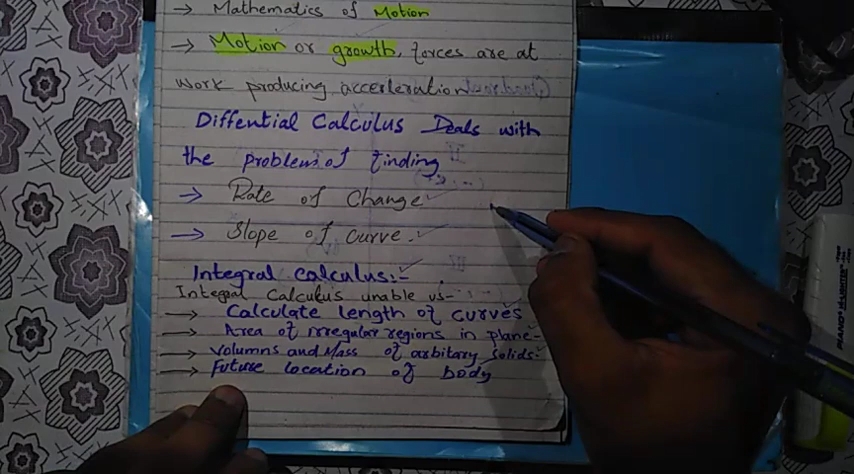 → Mathematics of Motion
→ Motion or growth, forces are at
work producing accerleration
Diffential Calculus Deals with
the problems of finding
→ Rate of Change
→ Slope of Curve.
Integral calculus:-
Integral Calculus unable us-
→ Calculate length of curves
→ Area of irregular regions in plane-
→ Volumns and Mass of arbitary solids.
→ Future location of body